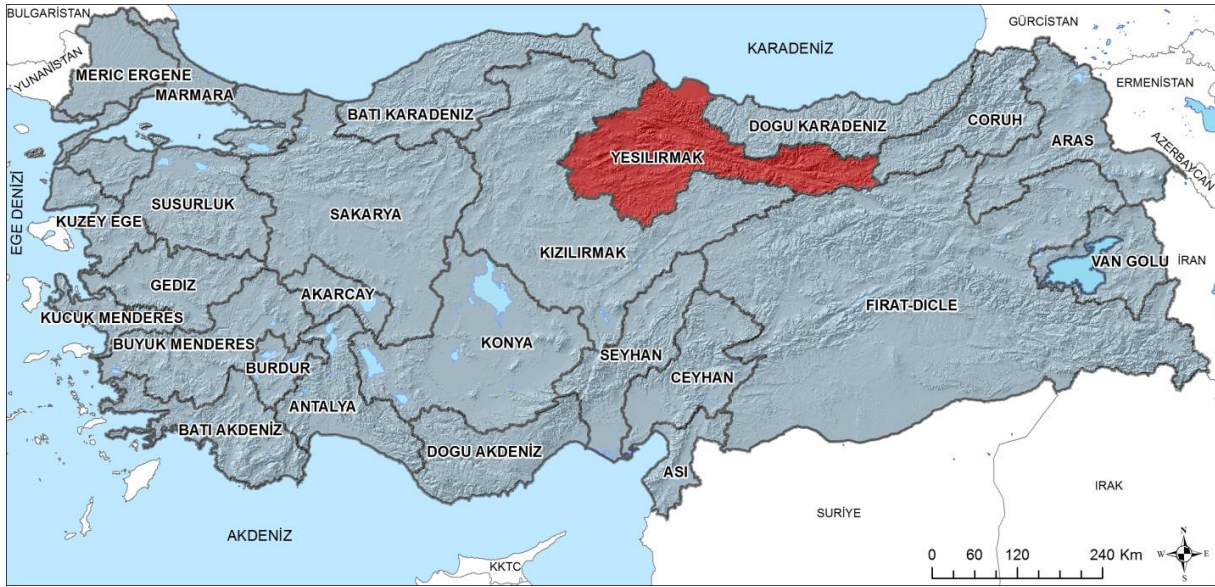 BULGARİSTAN
GÜRCİSTAN
KARADENİZ
YUNANİSTAN
MERIC ERGENE
MARMARA
ERMENİSTAN
BATI KARADENIZ
DOGU KARADENIZ
CORUH
ARAS
AZERBAYCAN
YESILIRMAK
EGE DENİZİ
SUSURLUK
KUZEY EGE
SAKARYA
KIZILIRMAK
VAN GOLU
İRAN
GEDIZ
AKARCAY
FIRAT-DICLE
KUCUK MENDERES
BUYUK MENDERES
KONYA
SEYHAN
BURDUR
CEYHAN
ANTALYA
BATI AKDENIZ
DOGU AKDENIZ
ASI
IRAK
SURİYE
AKDENİZ
N
W E
S
0 60 120 240 Km
KKTC